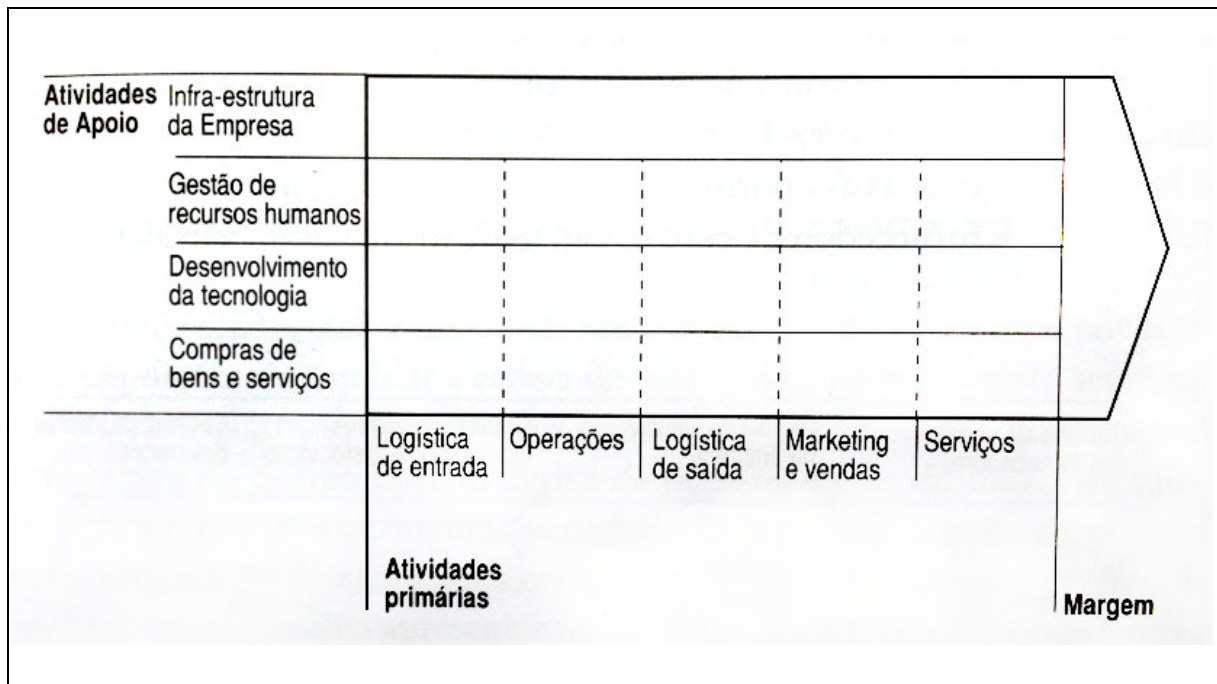 Atividades
de Apoio
Infra-estrutura
da Empresa
Gestão de
recursos humanos
Desenvolvimento
da tecnologia
Compras de
bens e serviços
Logística
de entrada
Operações
Logística
de saída
Marketing
e vendas
Serviços
Atividades
primárias
Margem